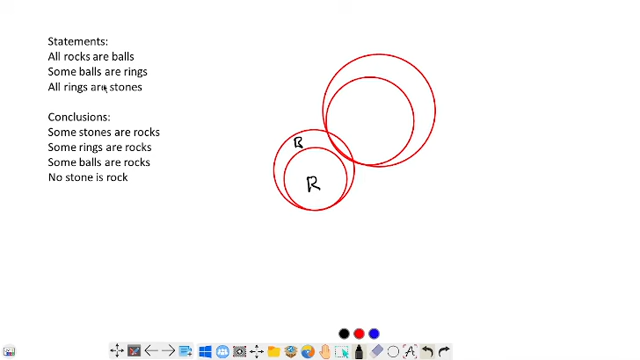 Statements:
All rocks are balls
Some balls are rings
All rings are stones
Conclusions:
Some stones are rocks
Some rings are rocks
Some balls are rocks
No stone is rock
B
R